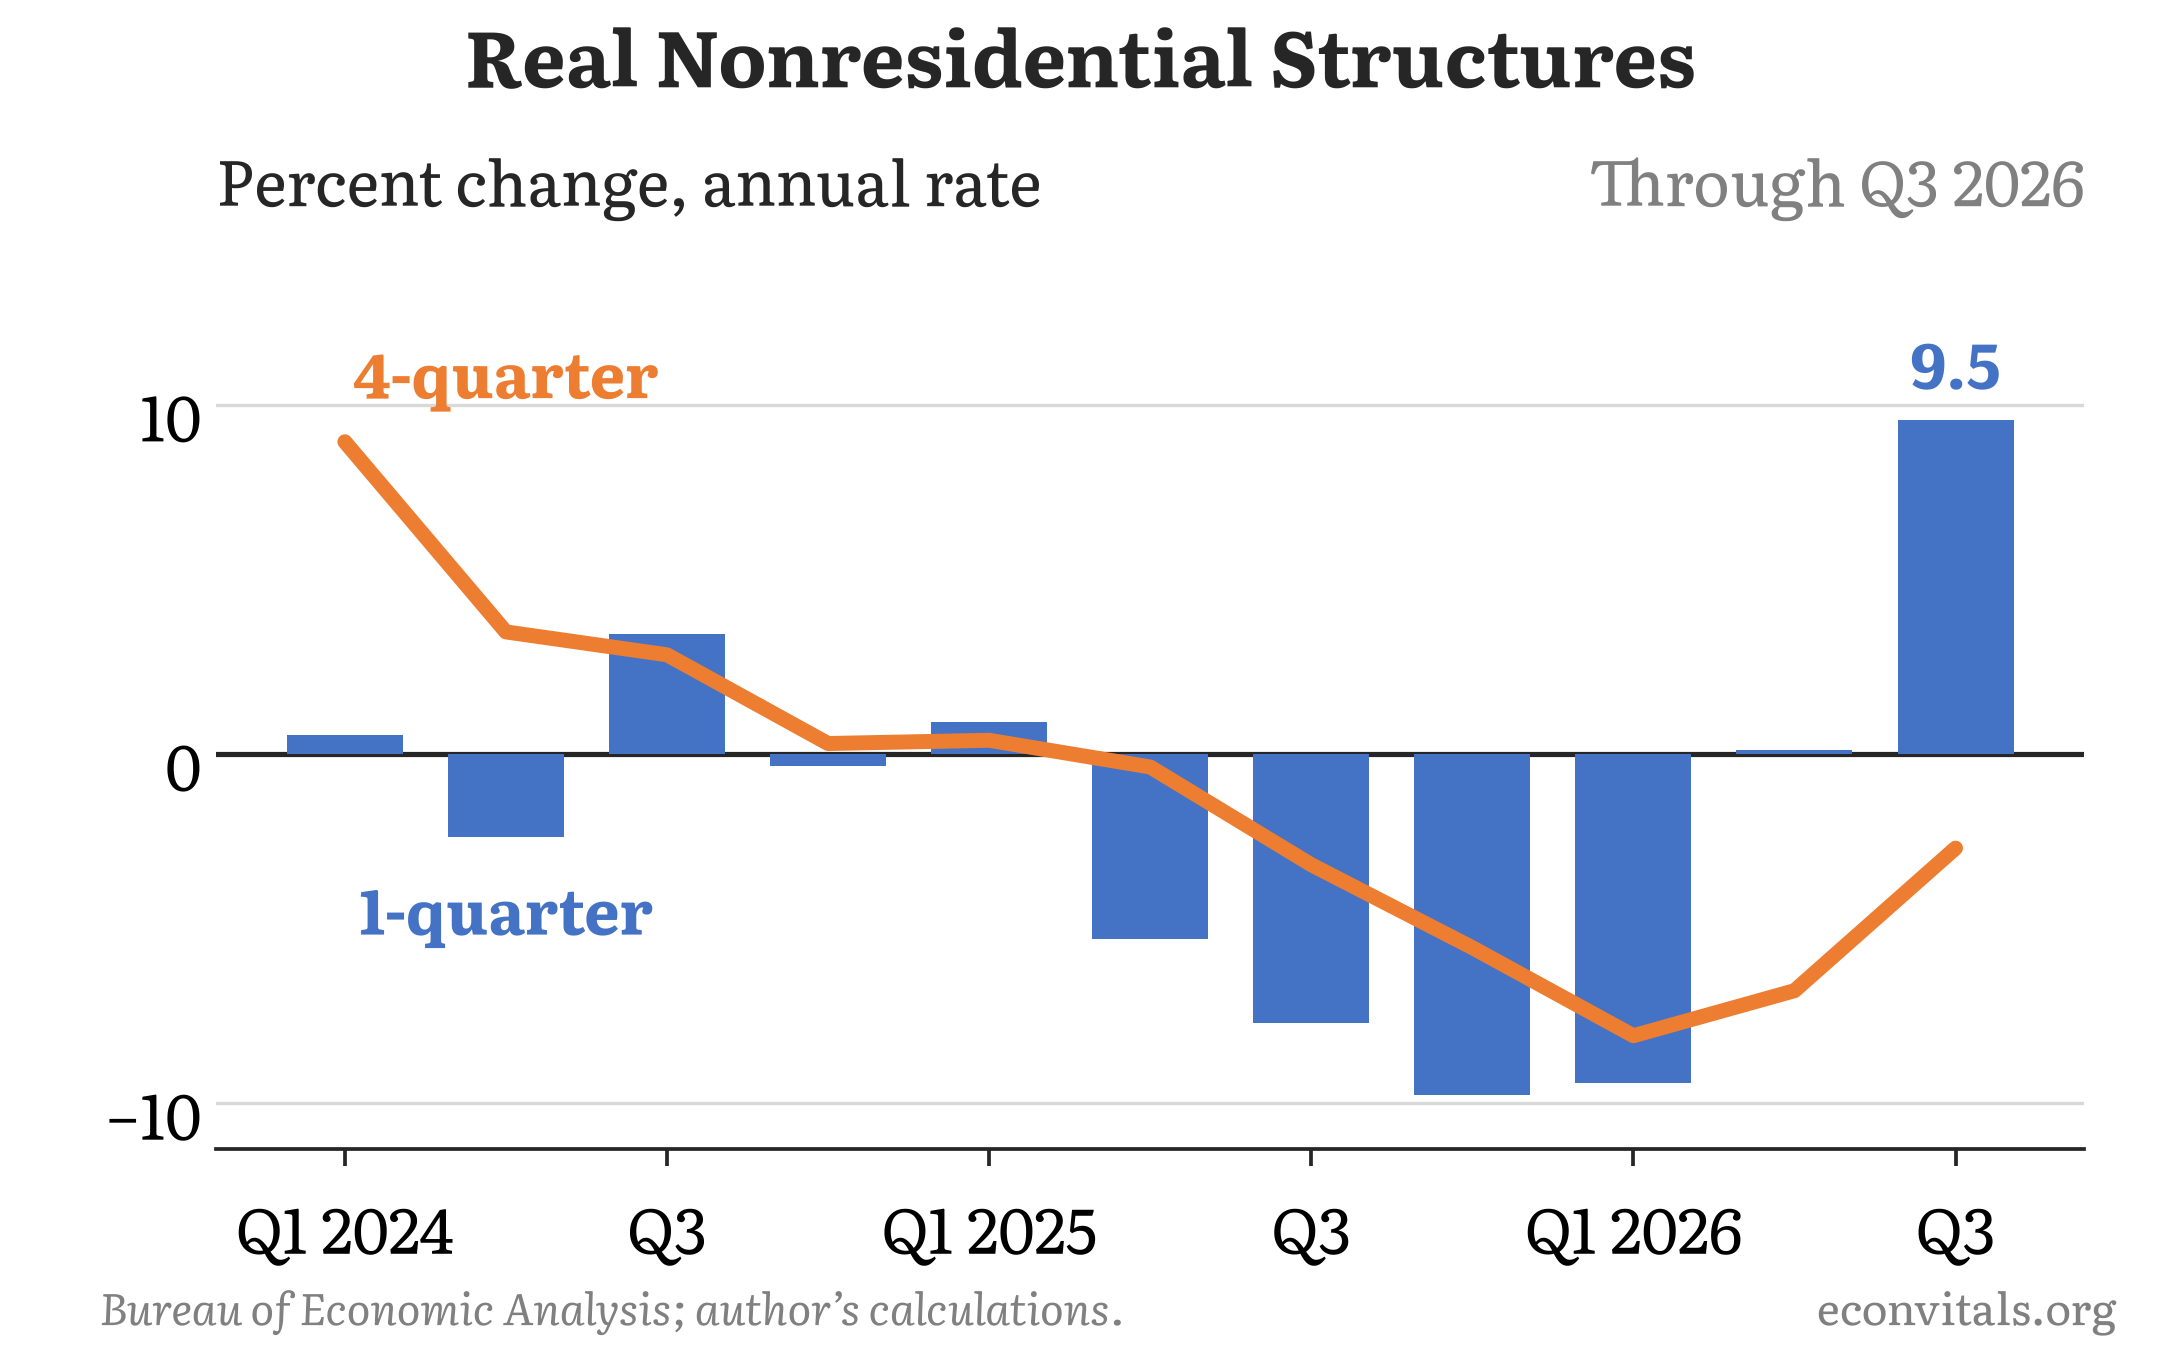 Real Nonresidential Structures
Percent change, annual rate
Through Q3 2026
4-quarter
9.5
10
0
1-quarter
–10
Q1 2024
Q3
Q1 2025
Q3
Q1 2026
Q3
Bureau of Economic Analysis; author’s calculations.
econvitals.org